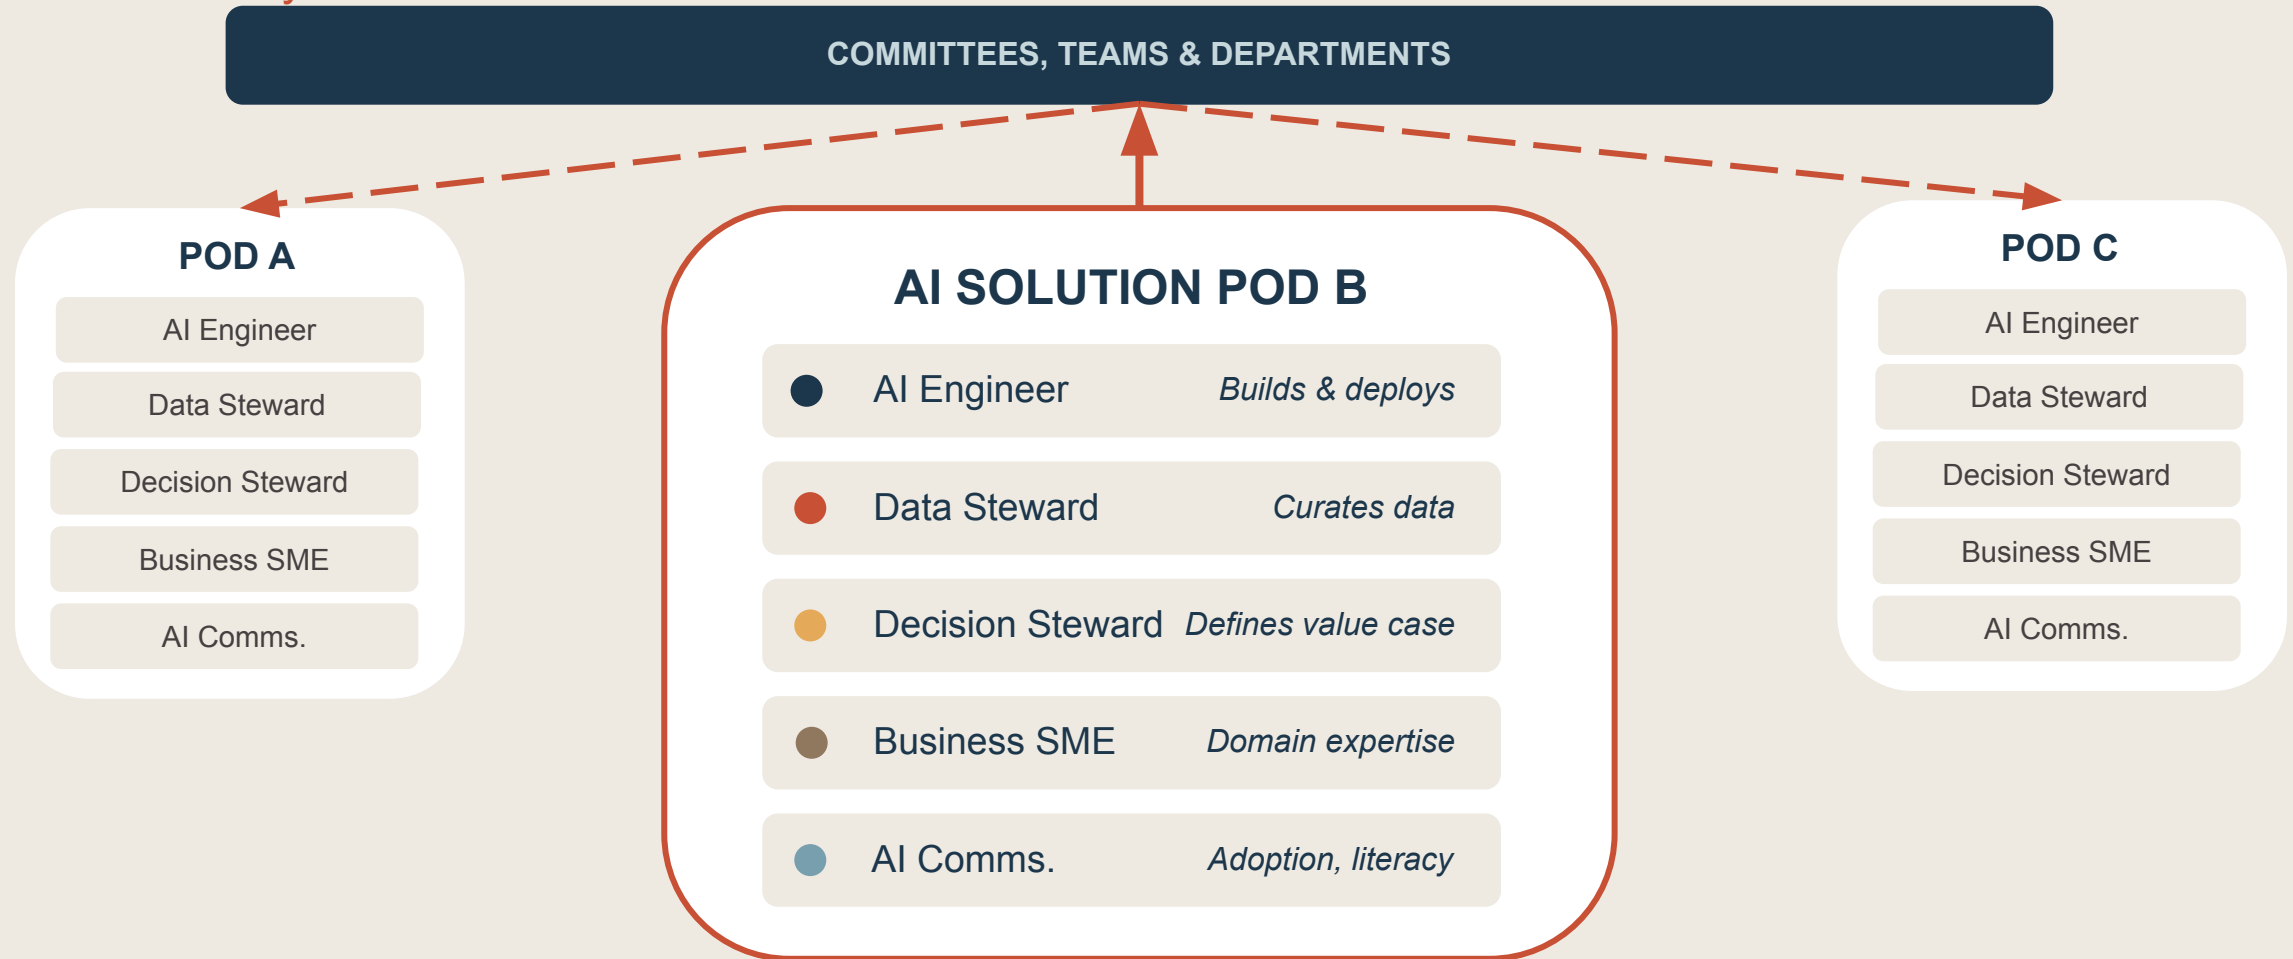 COMMITTEES, TEAMS & DEPARTMENTS
POD A
AI Engineer
Data Steward
Decision Steward
Business SME
AI Comms.
AI SOLUTION POD B
AI Engineer Builds & deploys
Data Steward Curates data
Decision Steward Defines value case
Business SME Domain expertise
AI Comms. Adoption, literacy
POD C
AI Engineer
Data Steward
Decision Steward
Business SME
AI Comms.